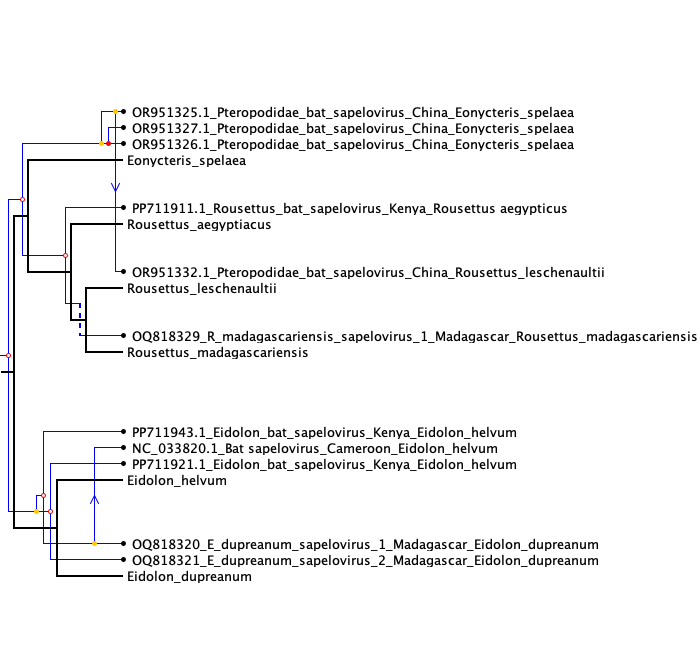 OR951325.1_Pteropodidae_bat_sapelovirus_China_Eonycteris_spelaea
OR951327.1_Pteropodidae_bat_sapelovirus_China_Eonycteris_spelaea
OR951326.1_Pteropodidae_bat_sapelovirus_China_Eonycteris_spelaea
Eonycteris_spelaea
PP711911.1_Rousettus_bat_sapelovirus_Kenya_Rousettus aegypticus
Rousettus_aegyptiacus
OR951332.1_Pteropodidae_bat_sapelovirus_China_Rousettus_leschenaultii
Rousettus_leschenaultii
OQ818329_R_madagascariensis_sapelovirus_1_Madagascar_Rousettus_madagascariensis
Rousettus_madagascariensis
PP711943.1_Eidolon_bat_sapelovirus_Kenya_Eidolon_helvum
NC_033820.1_Bat sapelovirus_Cameroon_Eidolon_helvum
PP711921.1_Eidolon_bat_sapelovirus_Kenya_Eidolon_helvum
Eidolon_helvum
OQ818320_E_dupreanum_sapelovirus_1_Madagascar_Eidolon_dupreanum
OQ818321_E_dupreanum_sapelovirus_2_Madagascar_Eidolon_dupreanum
Eidolon_dupreanum